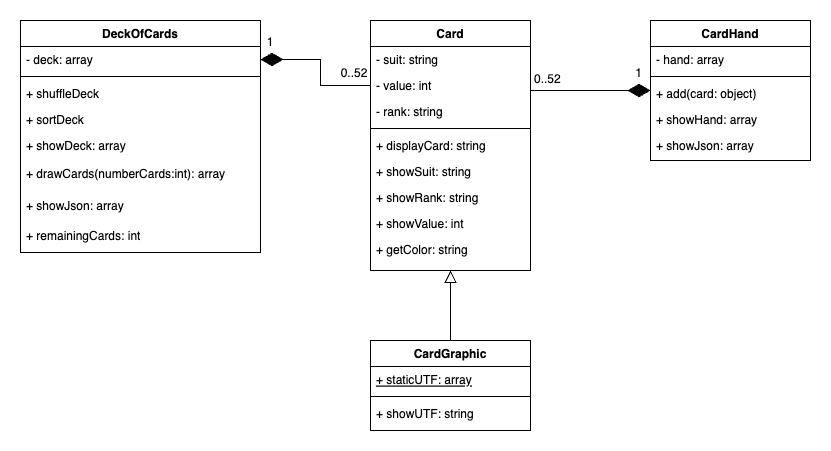 DeckOfCards
- deck: array
+ shuffleDeck
+ sortDeck
+ showDeck: array
+ drawCards(numberCards:int): array
+ showJson: array
+ remainingCards: int
1
0..52
Card
- suit: string
- value: int
- rank: string
+ displayCard: string
+ showSuit: string
+ showRank: string
+ showValue: int
+ getColor: string
0..52
1
CardHand
- hand: array
+ add(card: object)
+ showHand: array
+ showJson: array
CardGraphic
+ staticUTF: array
+ showUTF: string